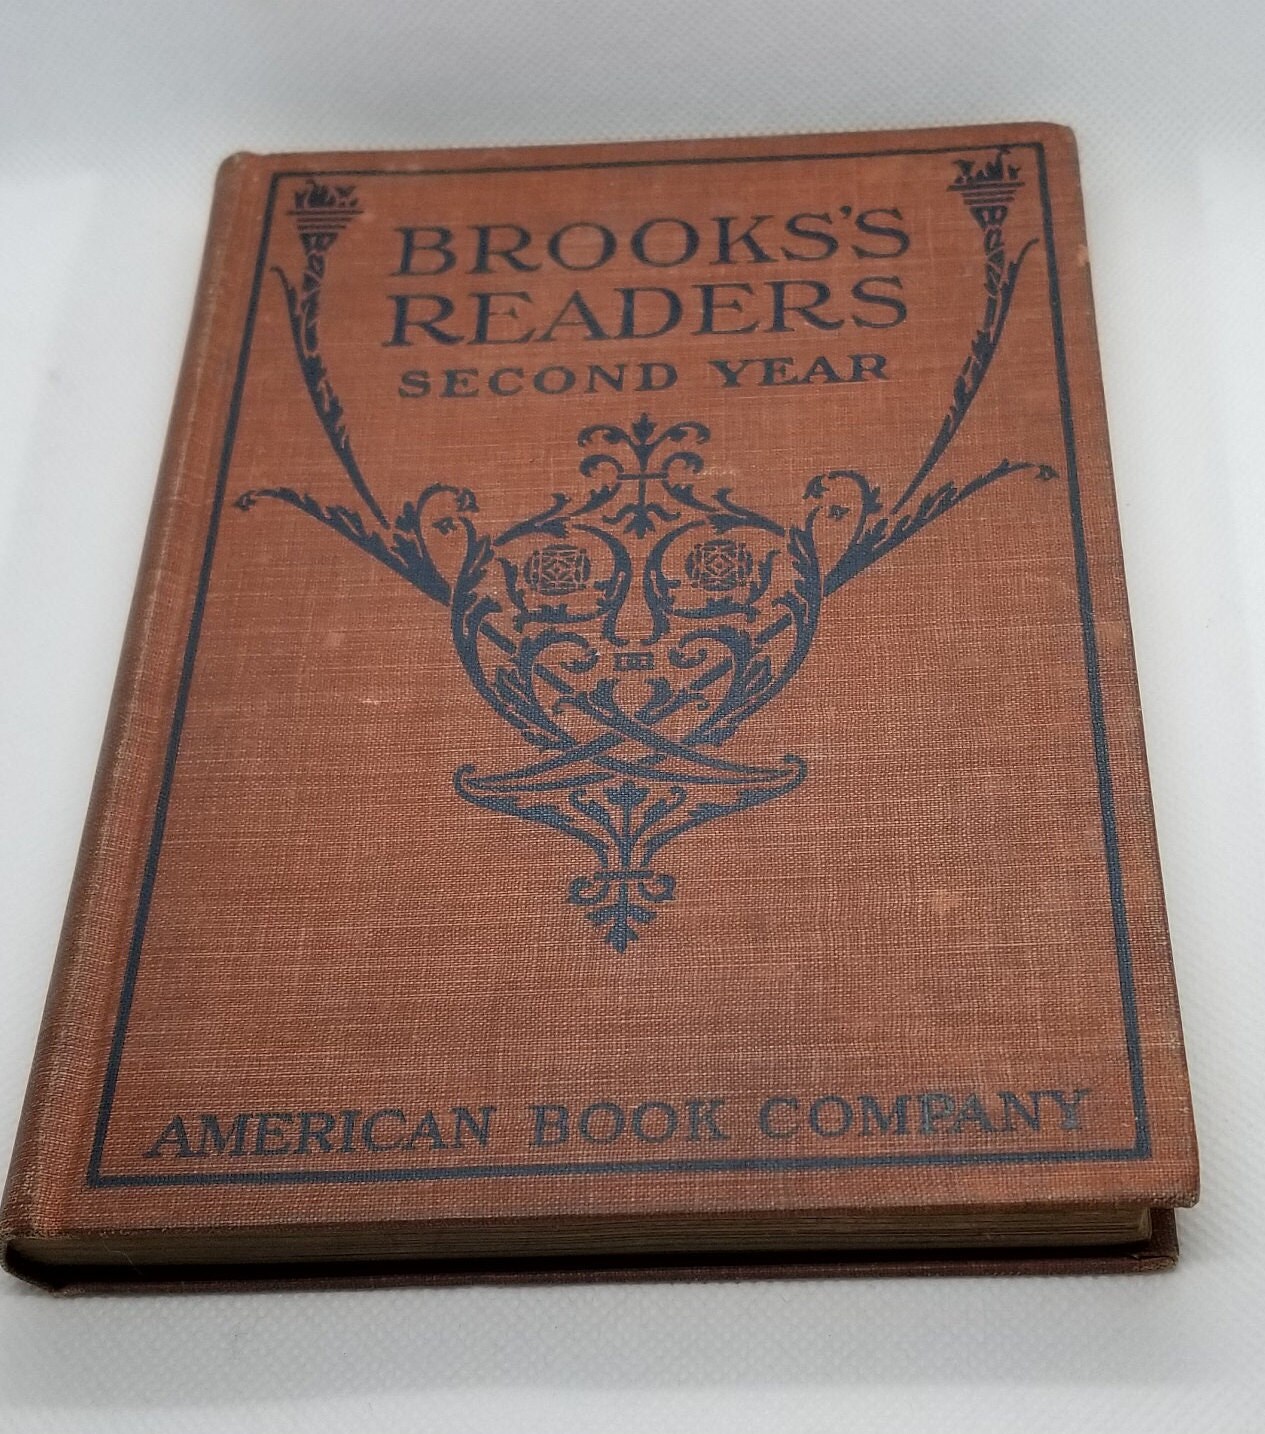 BROOKS'S
READERS
SECOND YEAR
AMERICAN BOOK COMPANY